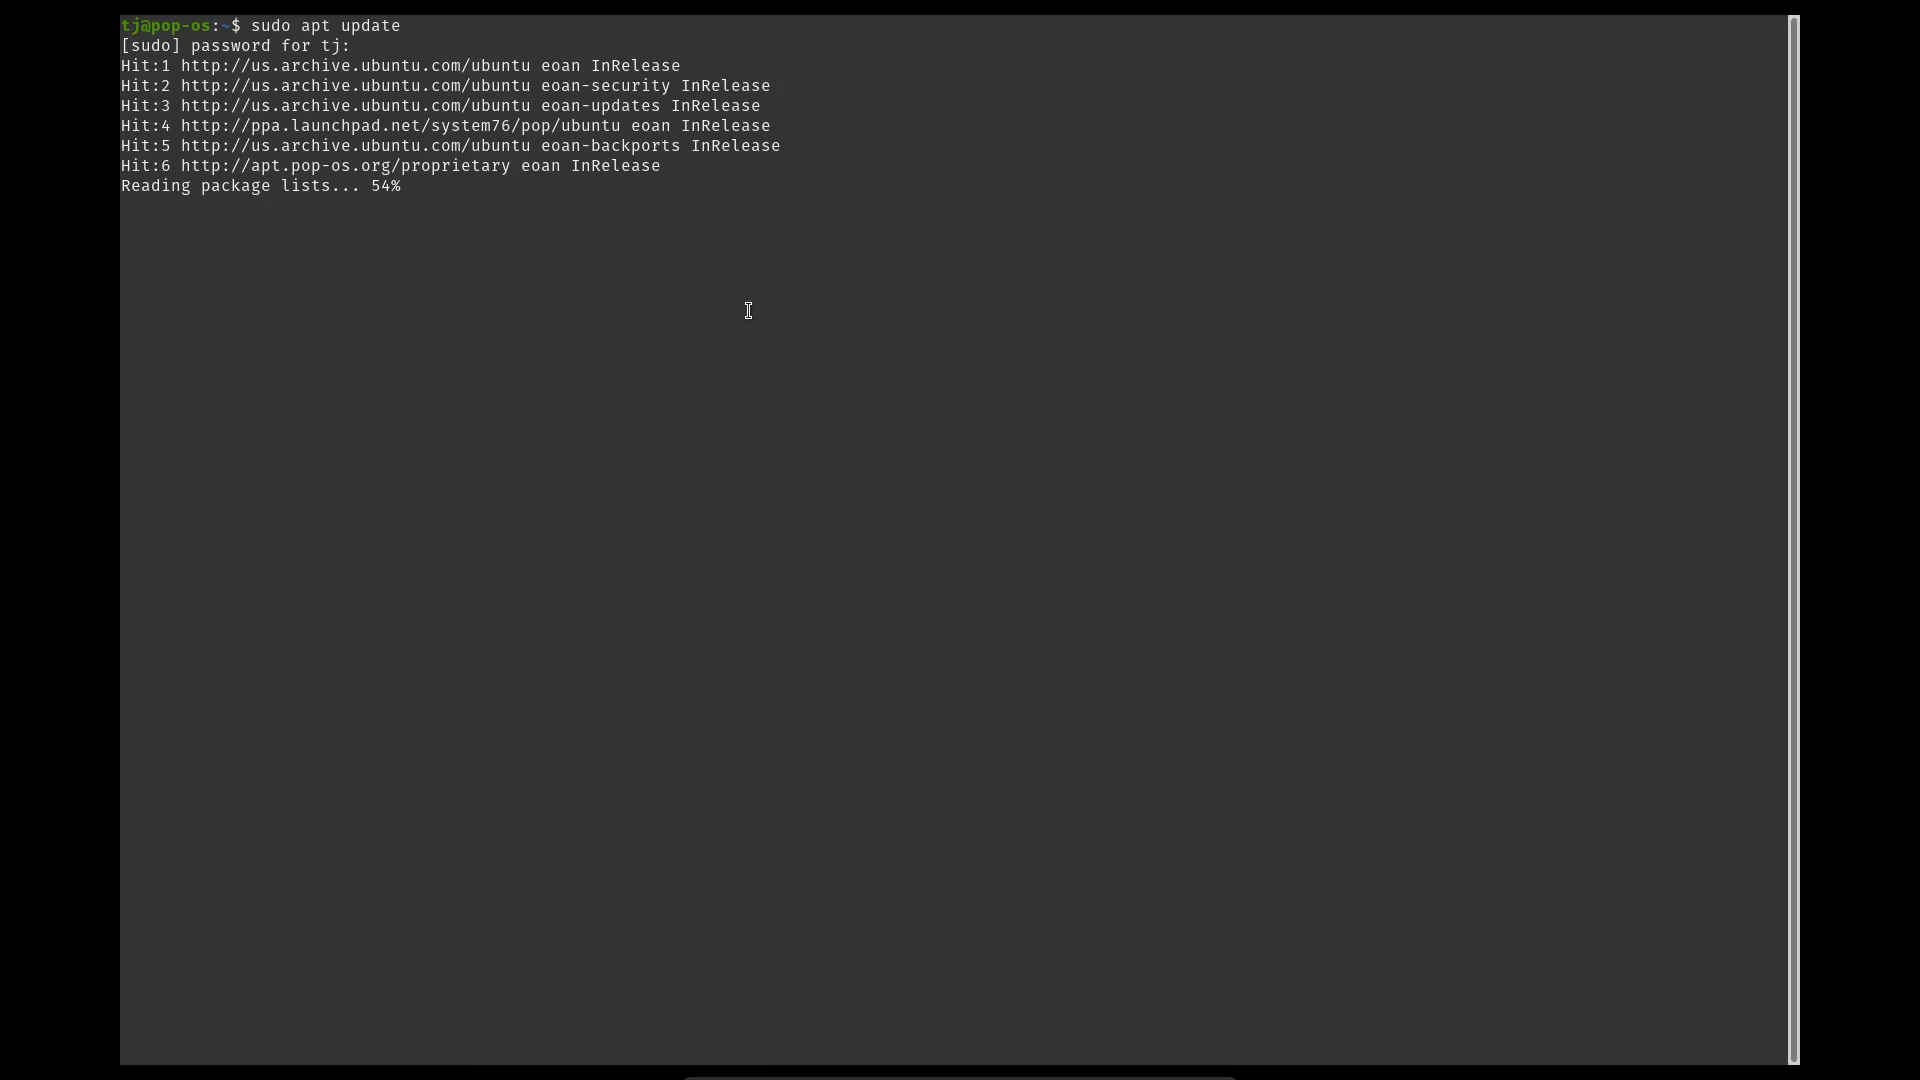 tj@pop-os:~$ sudo apt update
[sudo] password for tj:
Hit:1 http://us.archive.ubuntu.com/ubuntu eoan InRelease
Hit:2 http://us.archive.ubuntu.com/ubuntu eoan-security InRelease
Hit:3 http://us.archive.ubuntu.com/ubuntu eoan-updates InRelease
Hit:4 http://ppa.launchpad.net/system76/pop/ubuntu eoan InRelease
Hit:5 http://us.archive.ubuntu.com/ubuntu eoan-backports InRelease
Hit:6 http://apt.pop-os.org/proprietary eoan InRelease
Reading package lists... 54%